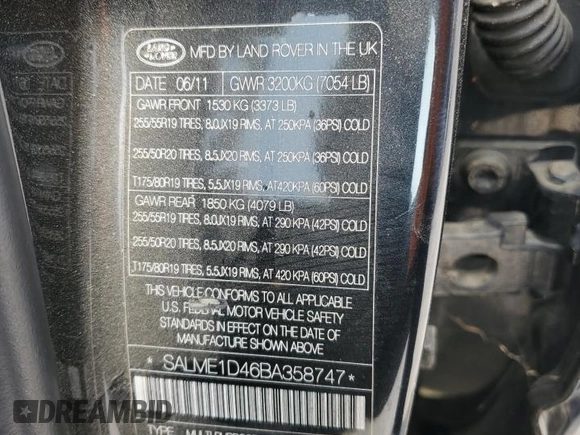 LAND ROVER
MFD BY LAND ROVER IN THE UK
DATE 06/11 GWWR 3200KG (7054 LB)
GAWR FRONT 1530 KG (3373 LB)
255/55R19 TIRES, 8.0JX19 RIMS, AT 250KPA (36PSI) COLD
255/50R20 TIRES, 8.5JX20 RIMS, AT 250KPA (36PSI) COLD
T175/80R19 TIRES, 5.5JX19 RIMS, AT 420KPA (60PSI) COLD
GAWR REAR 1850 KG (4079 LB)
255/55R19 TIRES, 8.0JX19 RIMS, AT 290 KPA (42PSI) COLD
255/50R20 TIRES, 8.5JX20 RIMS, AT 290 KPA (42PSI) COLD
T175/80R19 TIRES, 5.5JX19 RIMS, AT 420 KPA (60PSI) COLD
THIS VEHICLE CONFORMS TO ALL APPLICABLE
U.S. FEDERAL MOTOR VEHICLE SAFETY
STANDARDS IN EFFECT ON THE DATE OF
MANUFACTURE SHOWN ABOVE
* SALME1D46BA358747 *
TYPE
DREAMBID